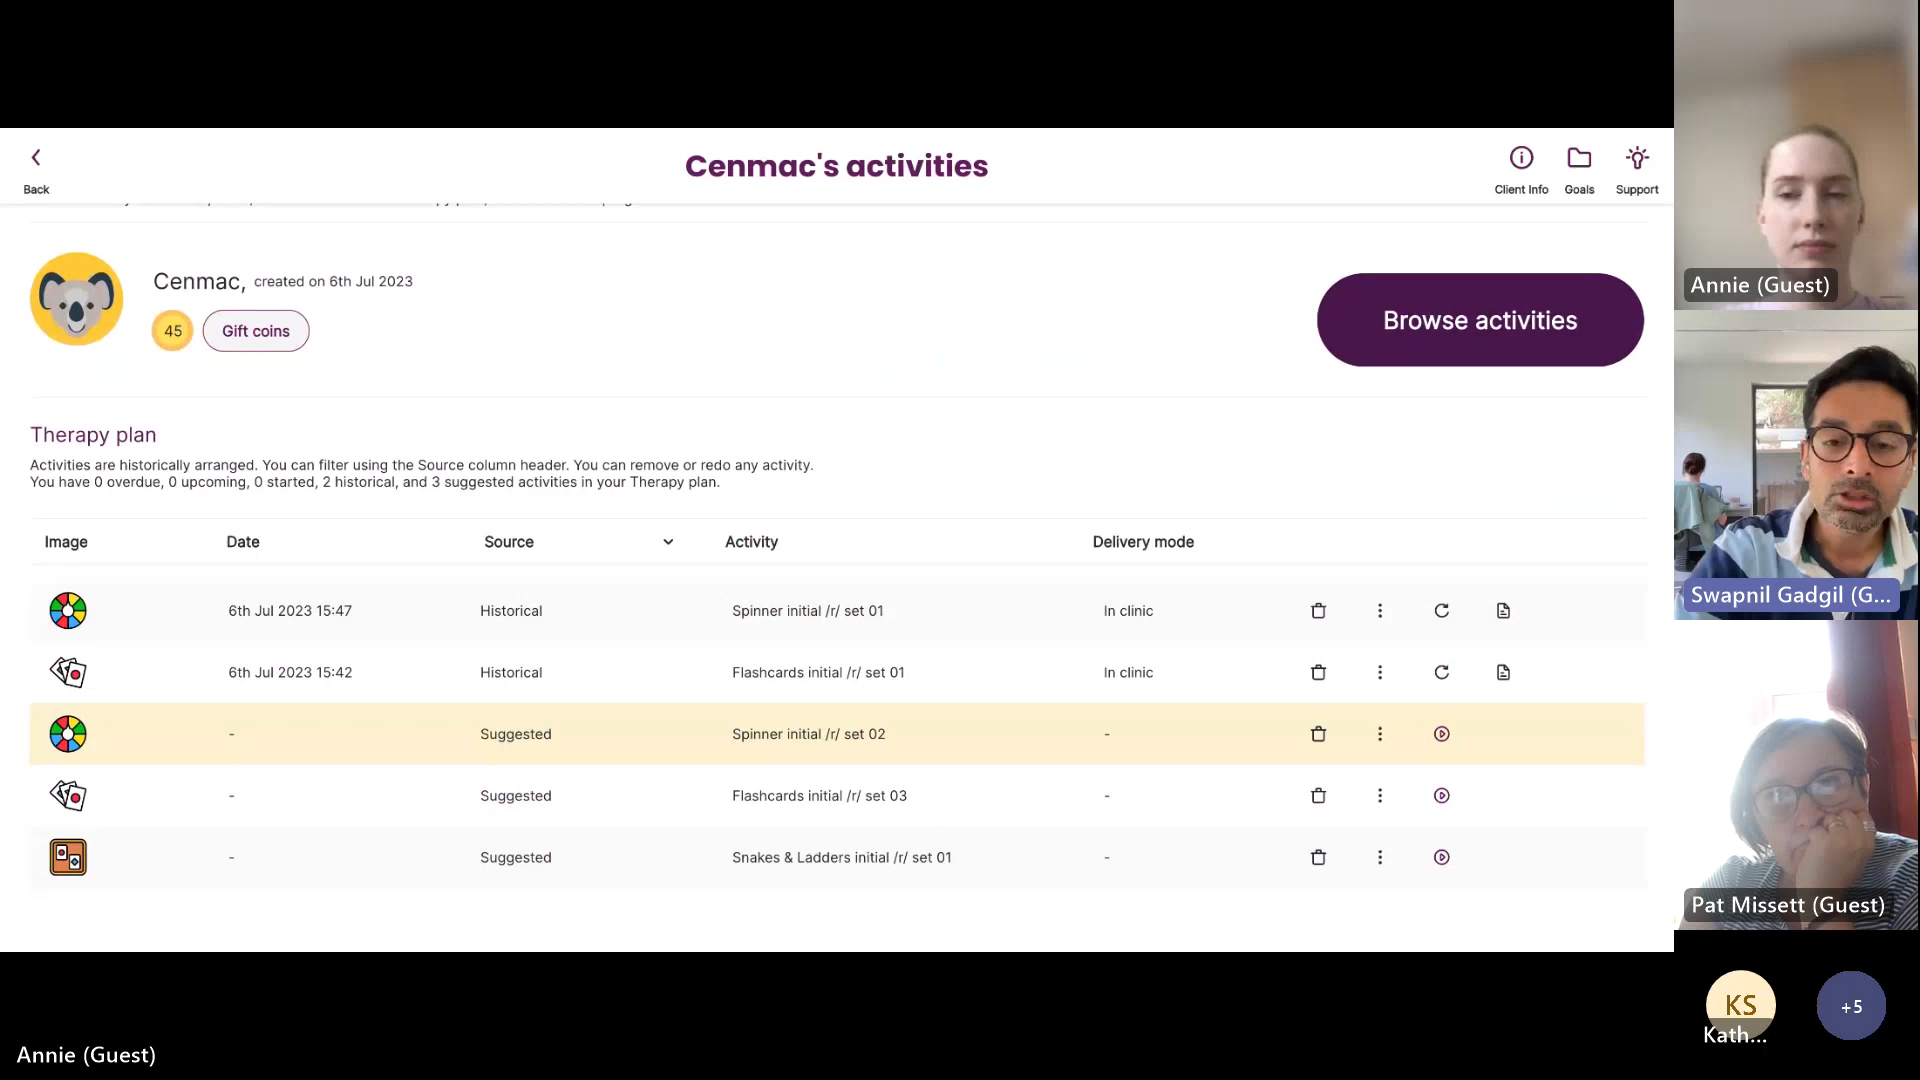 Cenmac's activities
Back
Client Info
Goals
Support
Cenmac, created on 6th Jul 2023
45
Gift coins
Browse activities
Therapy plan
Activities are historically arranged. You can filter using the Source column header. You can remove or redo any activity.
You have 0 overdue, 0 upcoming, 0 started, 2 historical, and 3 suggested activities in your Therapy plan.
Image Date Source Activity Delivery mode
6th Jul 2023 15:47 Historical Spinner initial /r/ set 01 In clinic
6th Jul 2023 15:42 Historical Flashcards initial /r/ set 01 In clinic
- Suggested Spinner initial /r/ set 02 -
- Suggested Flashcards initial /r/ set 03 -
- Suggested Snakes & Ladders initial /r/ set 01 -
Annie (Guest)
Swapnil Gadgil (G...
Pat Missett (Guest)
KS
Kath...
+5
Annie (Guest)